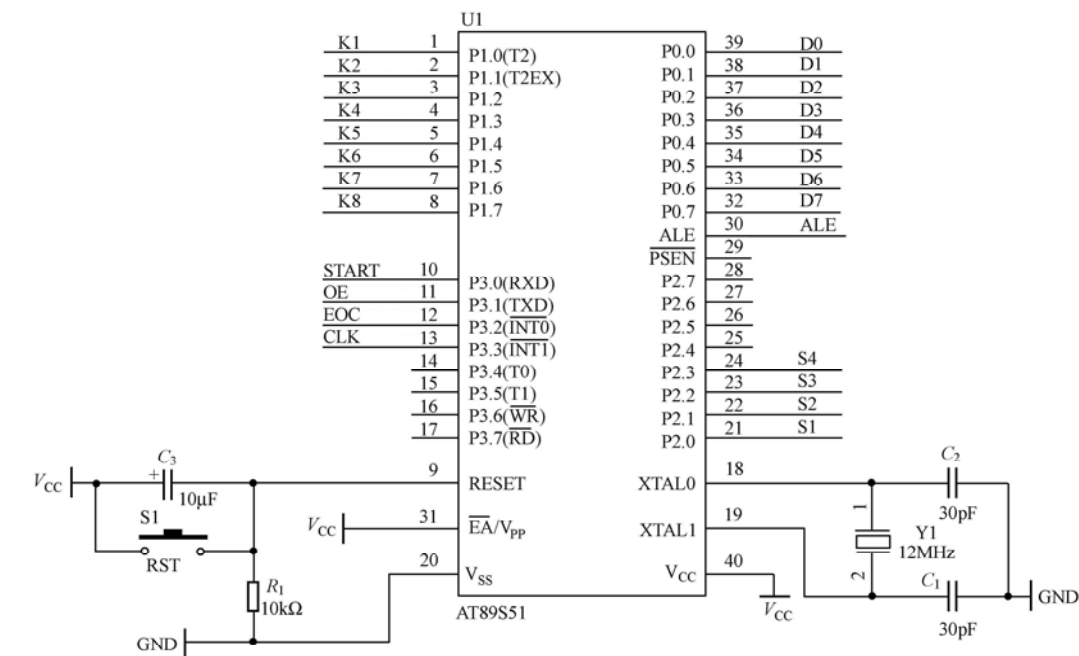 U1
K1 1 P1.0(T2) P0.0 39 D0
K2 2 P1.1(T2EX) P0.1 38 D1
K3 3 P1.2 P0.2 37 D2
K4 4 P1.3 P0.3 36 D3
K5 5 P1.4 P0.4 35 D4
K6 6 P1.5 P0.5 34 D5
K7 7 P1.6 P0.6 33 D6
K8 8 P1.7 P0.7 32 D7
ALE 30 ALE
PSEN 29
START 10 P3.0(RXD) P2.7 28
OE 11 P3.1(TXD) P2.6 27
EOC 12 P3.2(INT0) P2.5 26
CLK 13 P3.3(INT1) P2.4 25
14 P3.4(T0) P2.3 24 S4
15 P3.5(T1) P2.2 23 S3
16 P3.6(WR) P2.1 22 S2
17 P3.7(RD) P2.0 21 S1
VCC + C3 9 RESET XTAL0 18 C2
10μF 30pF
S1
RST
VCC 31 EA/VPP XTAL1 19 1 Y1
12MHz
2
20 VSS VCC 40 C1
R1
10kΩ
AT89S51
VCC
30pF
GND
GND